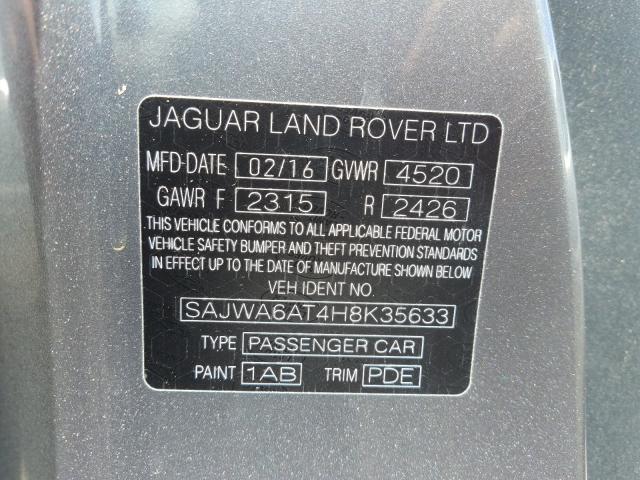 JAGUAR LAND ROVER LTD
MFD-DATE 02/16 GVWR 4520
GAWR F 2315 R 2426
THIS VEHICLE CONFORMS TO ALL APPLICABLE FEDERAL MOTOR
VEHICLE SAFETY BUMPER AND THEFT PREVENTION STANDARDS
IN EFFECT UP TO THE DATE OF MANUFACTURE SHOWN BELOW
VEH IDENT NO.
SAJWA6AT4H8K35633
TYPE PASSENGER CAR
PAINT 1AB TRIM PDE